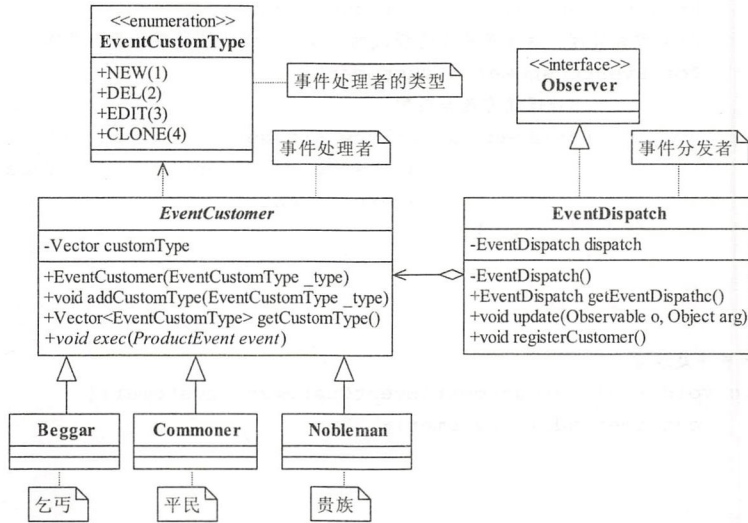 <<enumeration>>
EventCustomType
+NEW(1)
+DEL(2)
+EDIT(3)
+CLONE(4)
事件处理者的类型
<<interface>>
Observer
事件处理者
事件分发者
EventCustomer
-Vector customType
+EventCustomer(EventCustomType _type)
+void addCustomType(EventCustomType _type)
+Vector<EventCustomType> getCustomType()
+void exec(ProductEvent event)
EventDispatch
-EventDispatch dispatch
-EventDispatch()
+EventDispatch getEventDispathc()
+void update(Observable o, Object arg)
+void registerCustomer()
Beggar
Commoner
Nobleman
乞丐
平民
贵族